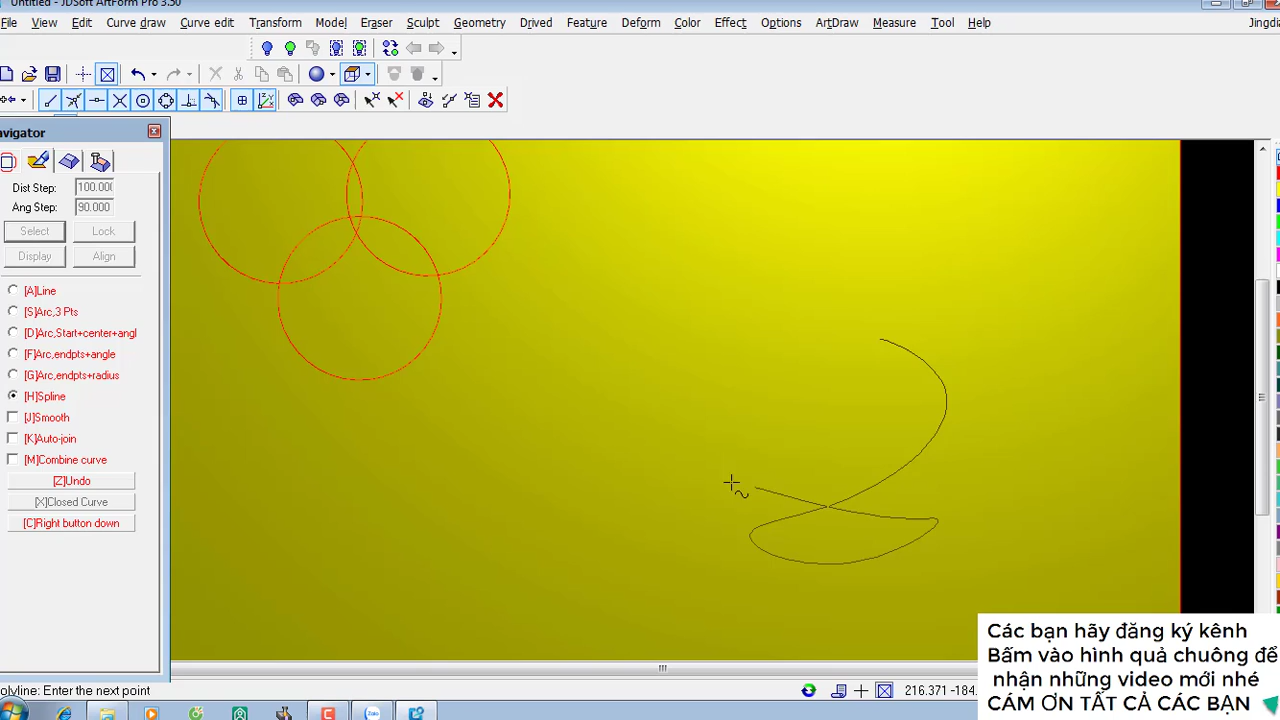 Untitled - JDSoft ArtForm Pro 3.50
File View Curve draw Curve edit Transform Model Eraser Sculpt Geometry Drived Feature Deform Color Effect Options ArtDraw Measure Tool Help Jingdi
avigator
Dist Step: 100.000
Ang Step: 90.000
Select Lock
Display Align
[A]Line
[S]Arc,3 Pts
[D]Arc,Start+center+angl
[F]Arc,endpts+angle
[G]Arc,endpts+radius
[H]Spline
[J]Smooth
[K]Auto-join
[M]Combine curve
[Z]Undo
[X]Closed Curve
[C]Right button down
olyline: Enter the next point
216.371 -184.
Các bạn hãy đăng ký kênh
Bấm vào hình quả chuông để
nhận những video mới nhé
CÁM ƠN TẤT CẢ CÁC BẠN
Zalo